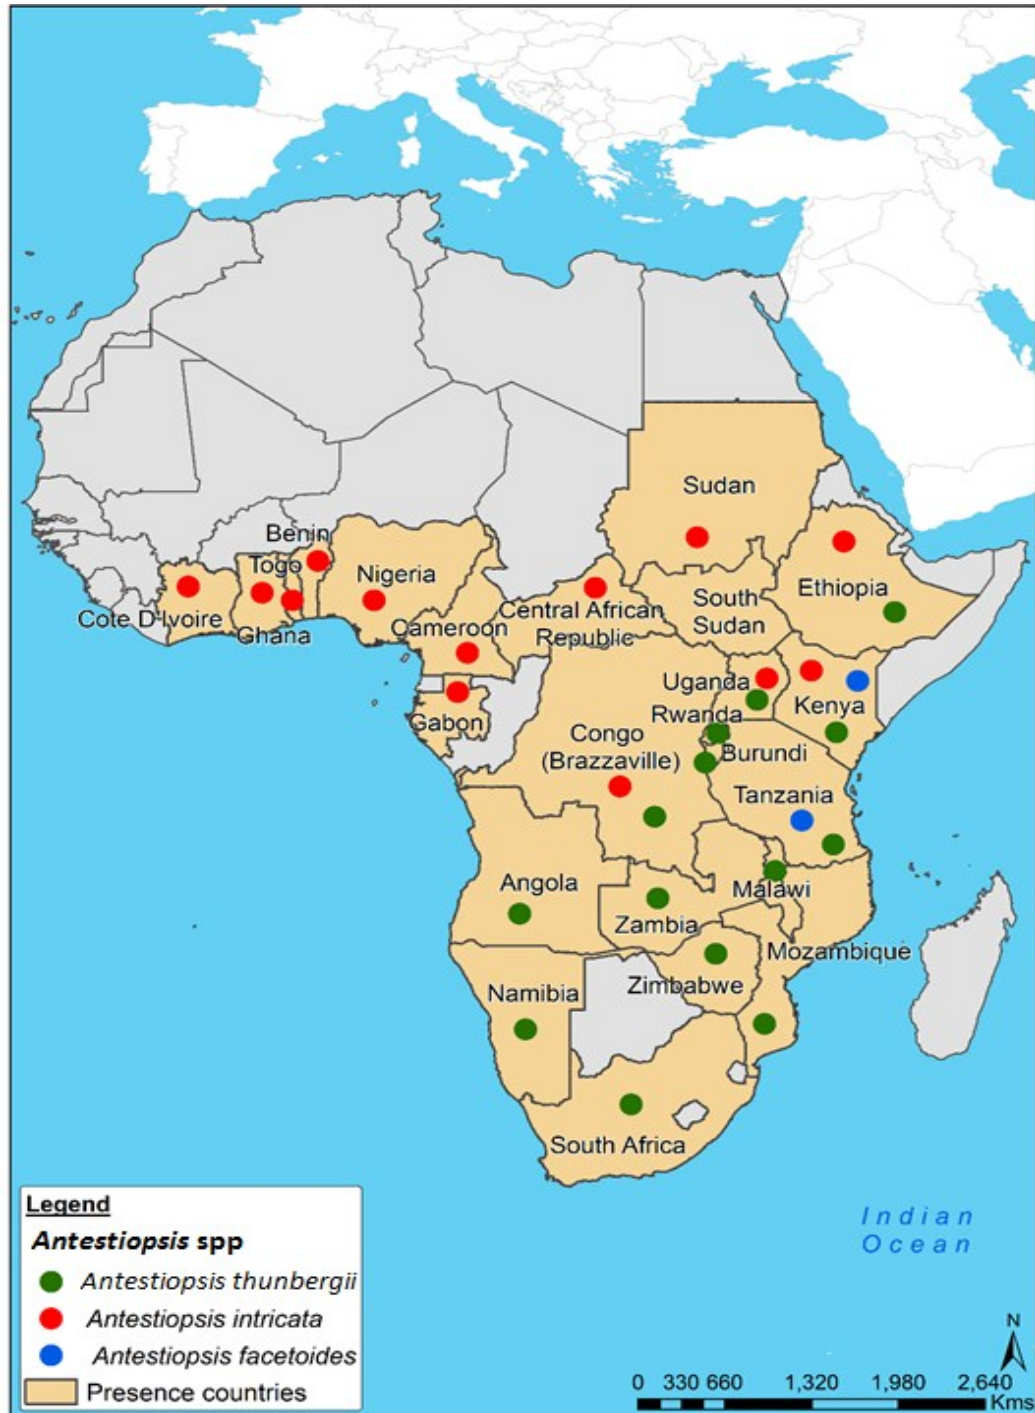 Sudan
Benin
Togo
Nigeria
Ethiopia
Cote D'Ivoire
Ghana
Cameroon
Central African
Republic
South
Sudan
Uganda
Kenya
Gabon
Rwanda
Congo
(Brazzaville)
Burundi
Tanzania
Angola
Malawi
Zambia
Mozambique
Zimbabwe
Namibia
South Africa
Indian
Ocean
Legend
Antestiopsis spp
Antestiopsis thunbergii
Antestiopsis intricata
Antestiopsis facetoides
Presence countries
N
0 330 660 1,320 1,980 2,640
Kms